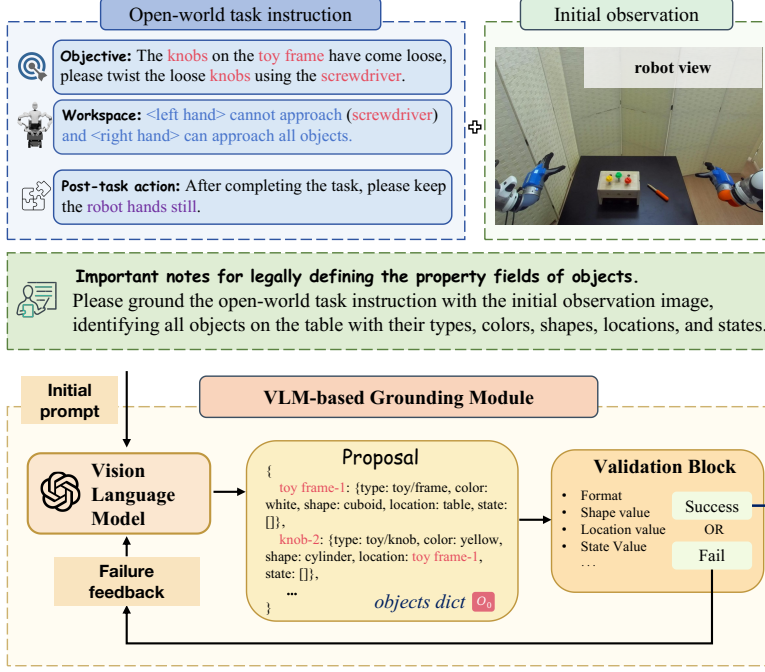 Open-world task instruction
Objective: The knobs on the toy frame have come loose,
please twist the loose knobs using the screwdriver.
Workspace: <left hand> cannot approach (screwdriver)
and <right hand> can approach all objects.
Post-task action: After completing the task, please keep
the robot hands still.
Initial observation
robot view
Important notes for legally defining the property fields of objects.
Please ground the open-world task instruction with the initial observation image,
identifying all objects on the table with their types, colors, shapes, locations, and states.
Initial
prompt
VLM-based Grounding Module
Vision
Language
Model
Failure
feedback
Proposal
{
toy frame-1: {type: toy/frame, color:
white, shape: cuboid, location: table, state:
[]},
knob-2: {type: toy/knob, color: yellow,
shape: cylinder, location: toy frame-1,
state: []},
...
}
objects dict O₀
Validation Block
• Format
• Shape value
• Location value
• State Value
...
Success
OR
Fail